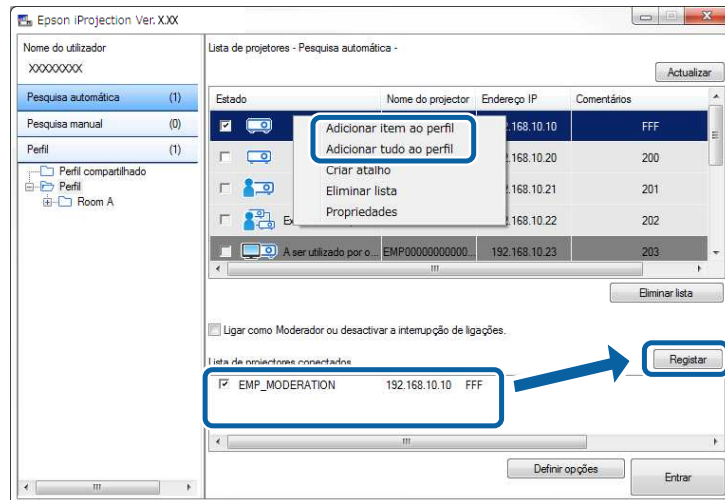 Epson iProjection Ver. X.XX
Nome do utilizador
XXXXXXXX
Pesquisa automática (1)
Pesquisa manual (0)
Perfil (1)
Perfil compartilhado
Perfil
Room A
Lista de projetores - Pesquisa automática -
Actualizar
Estado Nome do projector Endereço IP Comentários
.168.10.10 FFF
.168.10.20 200
.168.10.21 201
.168.10.22 202
A ser utilizado por o... EMP00000000000... 192.168.10.23 203
Adicionar item ao perfil
Adicionar tudo ao perfil
Criar atalho
Eliminar lista
Propriedades
Eliminar lista
Ligar como Moderador ou desactivar a interrupção de ligações.
Lista de projectores conectados
Registar
EMP_MODERATION 192.168.10.10 FFF
Definir opções
Entrar